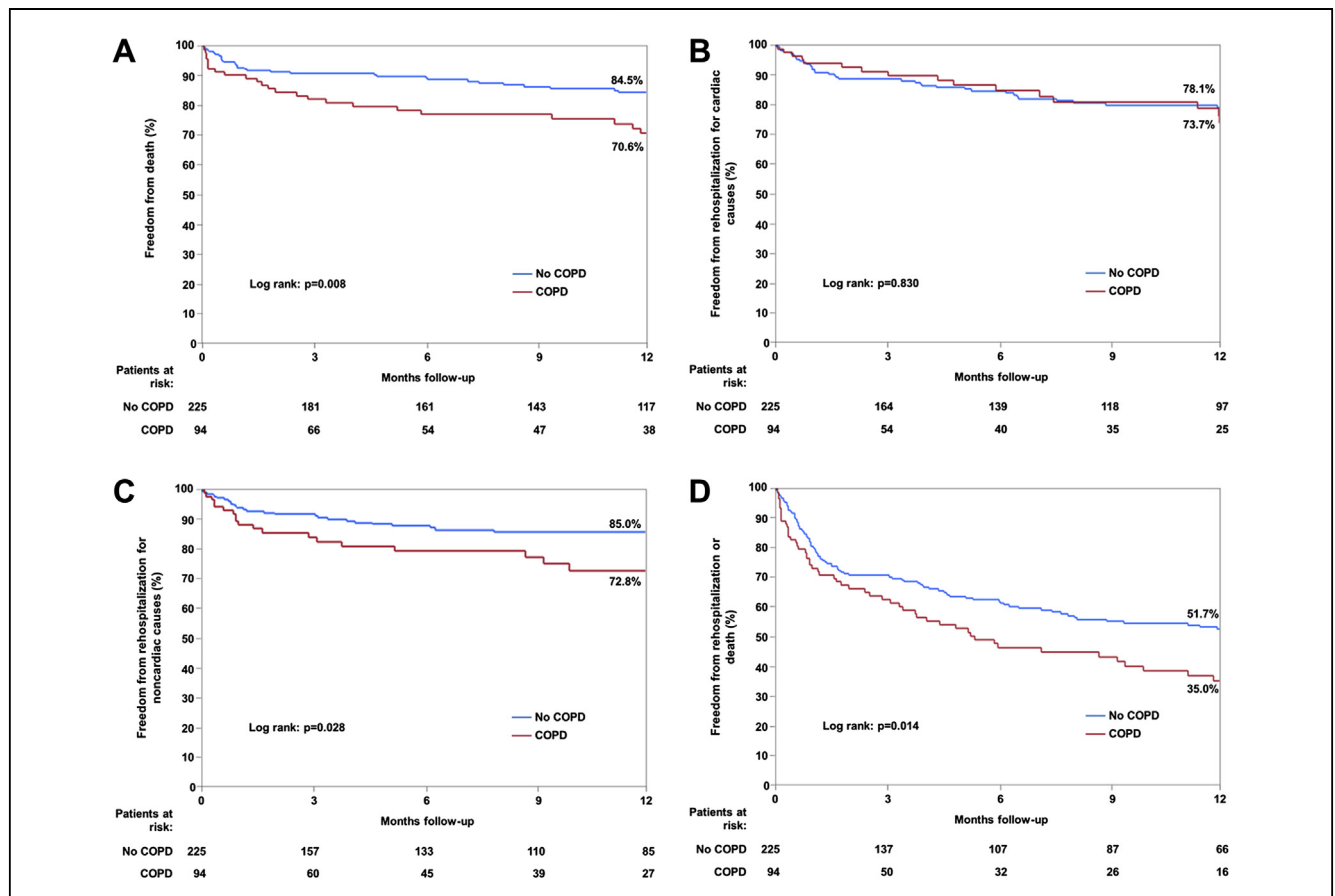 A
Freedom from death (%)
100
90
80
70
60
50
40
30
20
10
0
84.5%
70.6%
Log rank: p=0.008
No COPD
COPD
0 3 6 9 12
Months follow-up
Patients at
risk:
No COPD 225 181 161 143 117
COPD 94 66 54 47 38
B
Freedom from rehospitalization for cardiac
causes (%)
100
90
80
70
60
50
40
30
20
10
0
78.1%
73.7%
Log rank: p=0.830
No COPD
COPD
0 3 6 9 12
Months follow-up
Patients at
risk:
No COPD 225 164 139 118 97
COPD 94 54 40 35 25
C
Freedom from rehospitalization for
noncardiac causes (%)
100
90
80
70
60
50
40
30
20
10
0
85.0%
72.8%
Log rank: p=0.028
No COPD
COPD
0 3 6 9 12
Months follow-up
Patients at
risk:
No COPD 225 157 133 110 85
COPD 94 60 45 39 27
D
Freedom from rehospitalization or
death (%)
100
90
80
70
60
50
40
30
20
10
0
51.7%
35.0%
Log rank: p=0.014
No COPD
COPD
0 3 6 9 12
Months follow-up
Patients at
risk:
No COPD 225 137 107 87 66
COPD 94 50 32 26 16